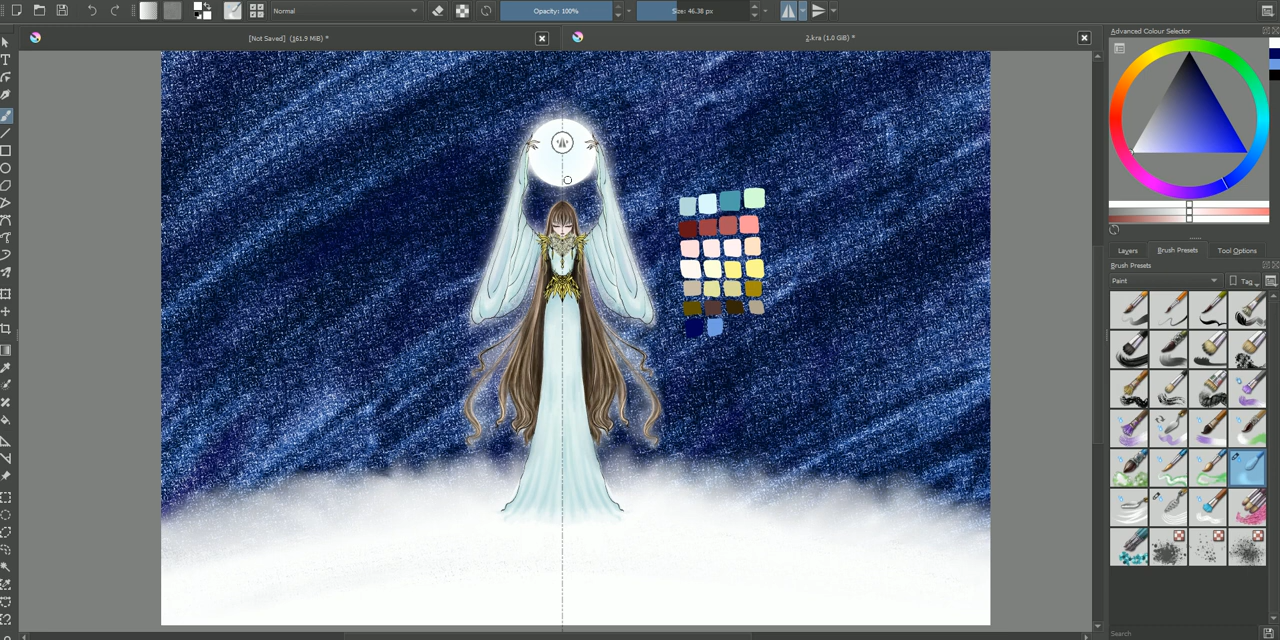 Normal
Opacity: 100%
Size: 46.38 px
[Not Saved] (161.9 MiB) *
2.kra (1.0 GiB) *
Advanced Colour Selector
Layers
Brush Presets
Tool Options
Brush Presets
Paint
Tag
Search